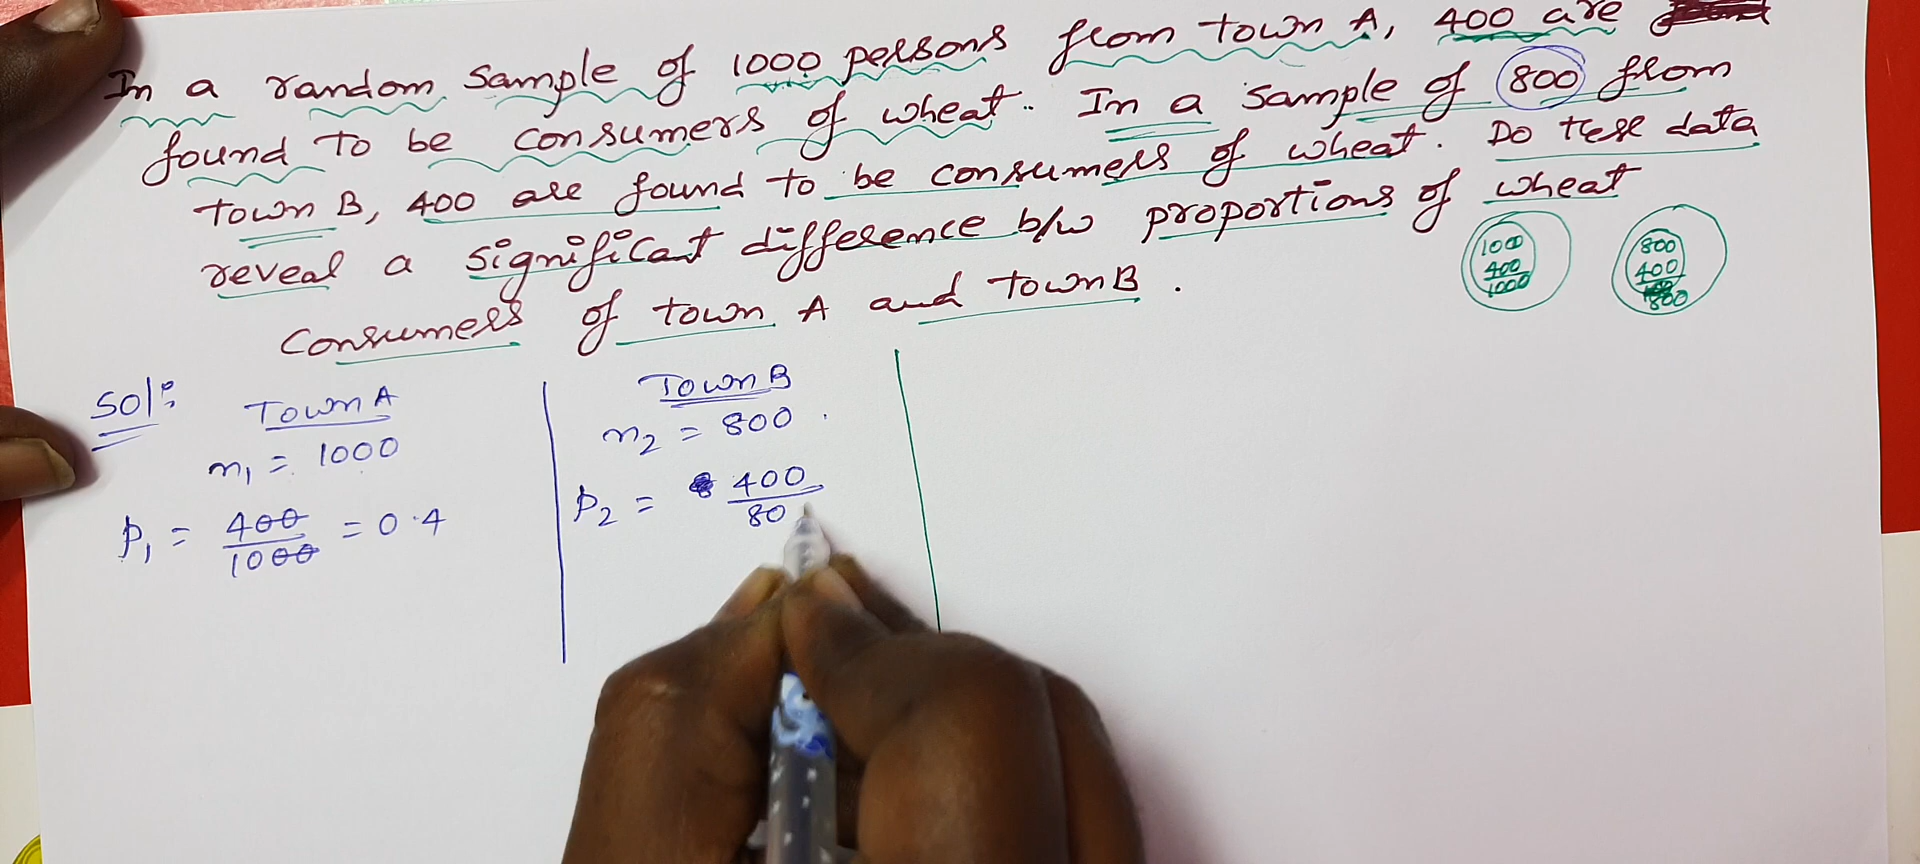 In a random sample of 1000 persons from town A, 400 are
found to be consumers of wheat. In a sample of 800 from
town B, 400 are found to be consumers of wheat. Do these data
reveal a significat difference b/w proportions of wheat
consumers of town A and town B.
1000
400
1000
800
400
800
Sol:
Town A
n₁ = 1000
p₁ = 400/1000 = 0.4
Town B
n₂ = 800
p₂ = 400/80